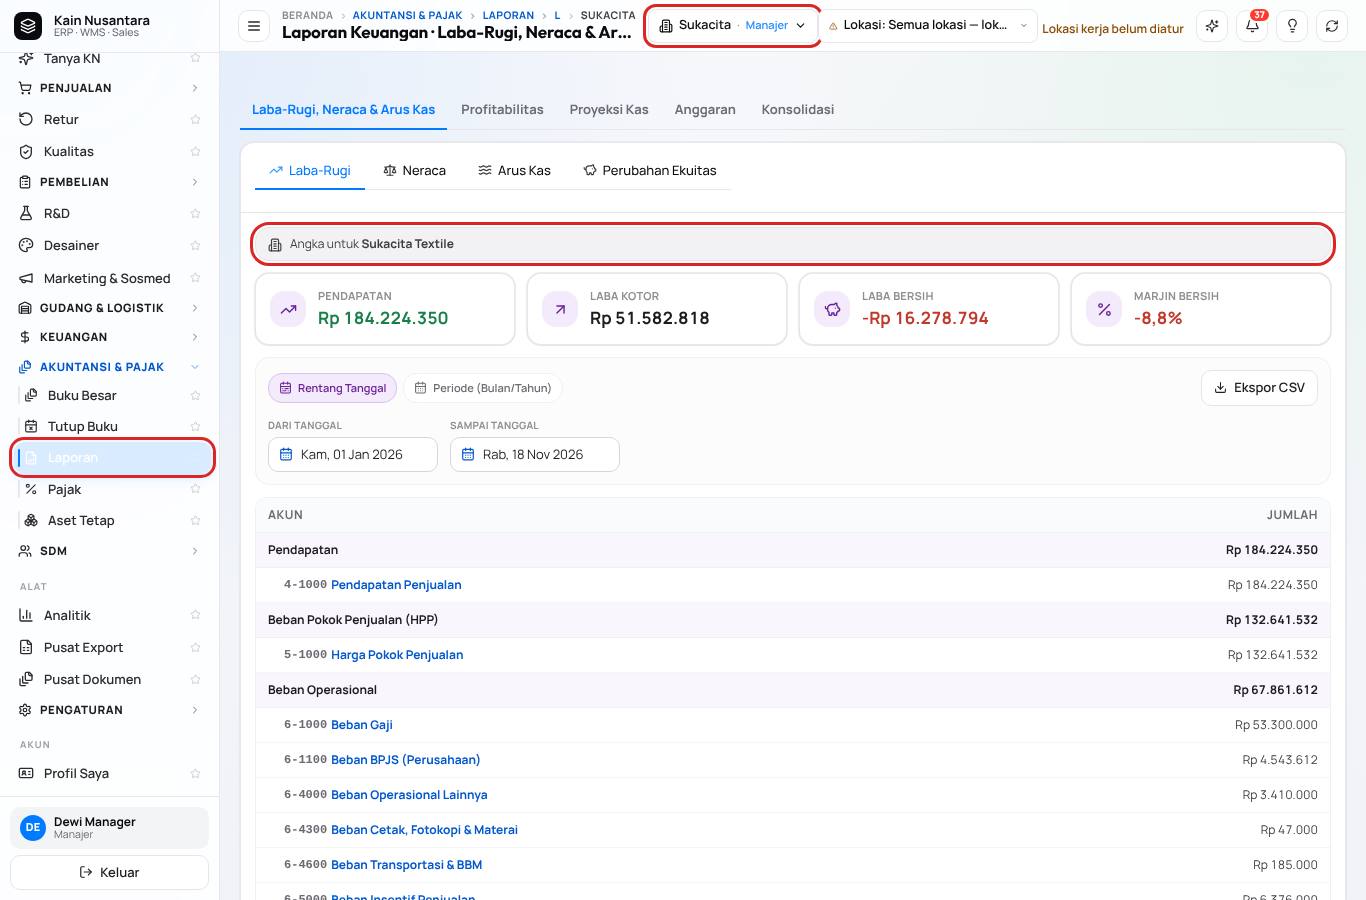 Kain Nusantara
ERP · WMS · Sales
Tanya KN
PENJUALAN
Retur
Kualitas
PEMBELIAN
R&D
Desainer
Marketing & Sosmed
GUDANG & LOGISTIK
KEUANGAN
AKUNTANSI & PAJAK
Buku Besar
Tutup Buku
Laporan
Pajak
Aset Tetap
SDM
ALAT
Analitik
Pusat Export
Pusat Dokumen
PENGATURAN
AKUN
Profil Saya
DE
Dewi Manager
Manajer
Keluar
BERANDA > AKUNTANSI & PAJAK > LAPORAN > L > SUKACITA
Laporan Keuangan · Laba-Rugi, Neraca & Ar...
Sukacita · Manajer
Lokasi: Semua lokasi — lok...
Lokasi kerja belum diatur
37
Laba-Rugi, Neraca & Arus Kas Profitabilitas Proyeksi Kas Anggaran Konsolidasi
Laba-Rugi Neraca Arus Kas Perubahan Ekuitas
Angka untuk Sukacita Textile
PENDAPATAN
Rp 184.224.350
LABA KOTOR
Rp 51.582.818
LABA BERSIH
-Rp 16.278.794
MARJIN BERSIH
-8,8%
Rentang Tanggal Periode (Bulan/Tahun) Ekspor CSV
DARI TANGGAL SAMPAI TANGGAL
Kam, 01 Jan 2026 Rab, 18 Nov 2026
AKUN JUMLAH
Pendapatan Rp 184.224.350
4-1000 Pendapatan Penjualan Rp 184.224.350
Beban Pokok Penjualan (HPP) Rp 132.641.532
5-1000 Harga Pokok Penjualan Rp 132.641.532
Beban Operasional Rp 67.861.612
6-1000 Beban Gaji Rp 53.300.000
6-1100 Beban BPJS (Perusahaan) Rp 4.543.612
6-4000 Beban Operasional Lainnya Rp 3.410.000
6-4300 Beban Cetak, Fotokopi & Materai Rp 47.000
6-4600 Beban Transportasi & BBM Rp 185.000
6-5000 Beban Insentif Penjualan Rp 6.376.000